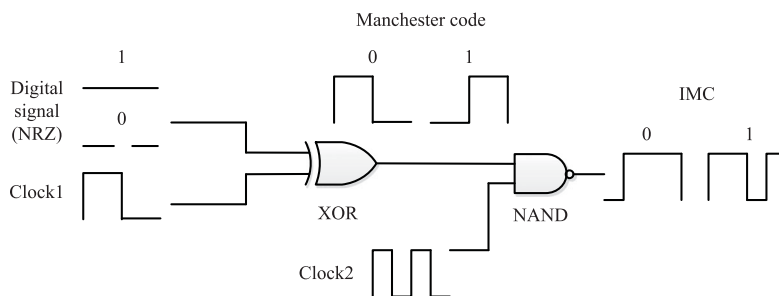 Manchester code
1
0
1
Digital
signal
(NRZ)
0
IMC
0
1
Clock1
XOR
NAND
Clock2